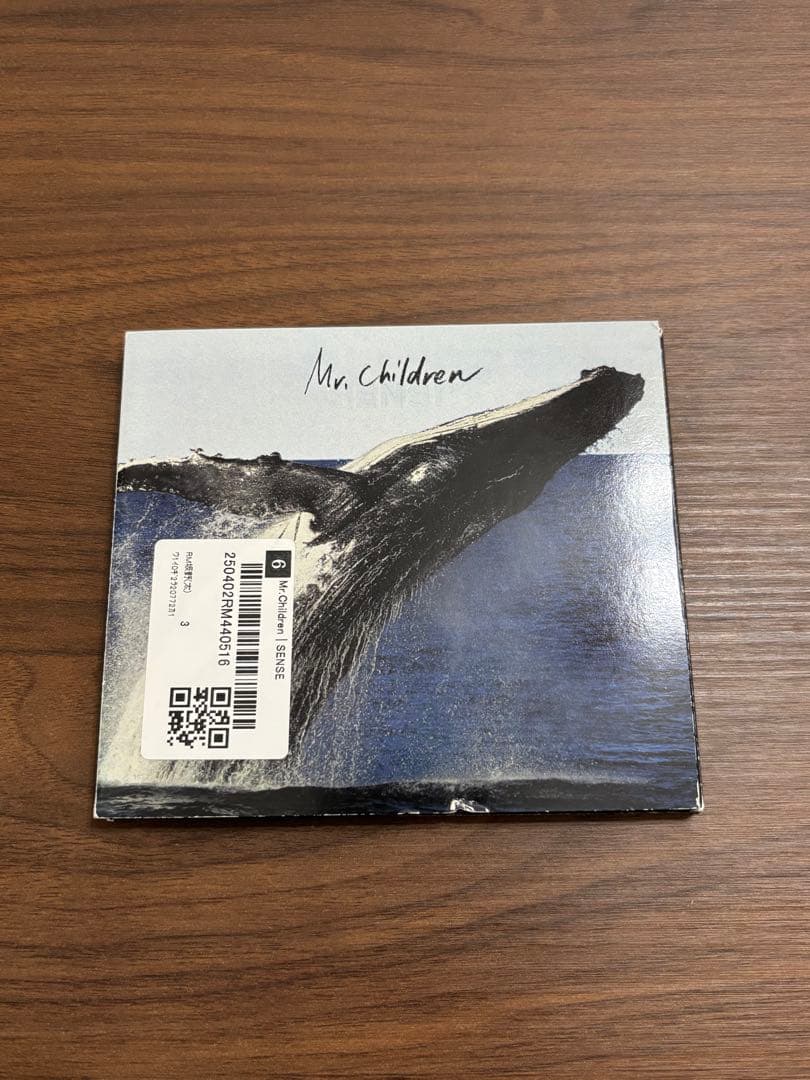 Mr. Children
6 Mr.Children | SENSE
250402RM440516
3